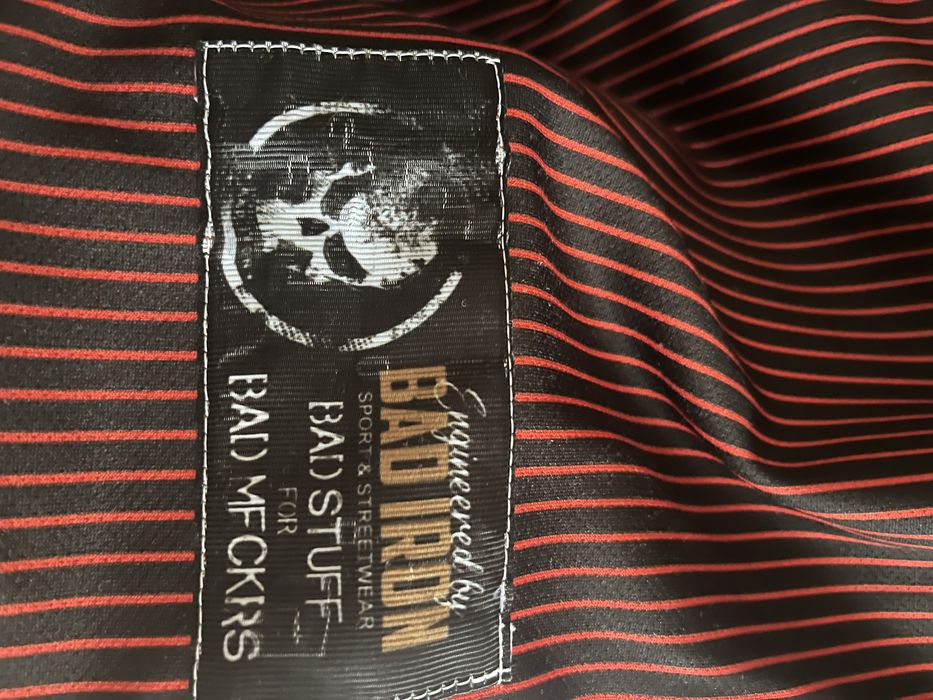 Engineered by
BAD IRON
SPORT & STREETWEAR
BAD STUFF
FOR
BAD MFCKRS